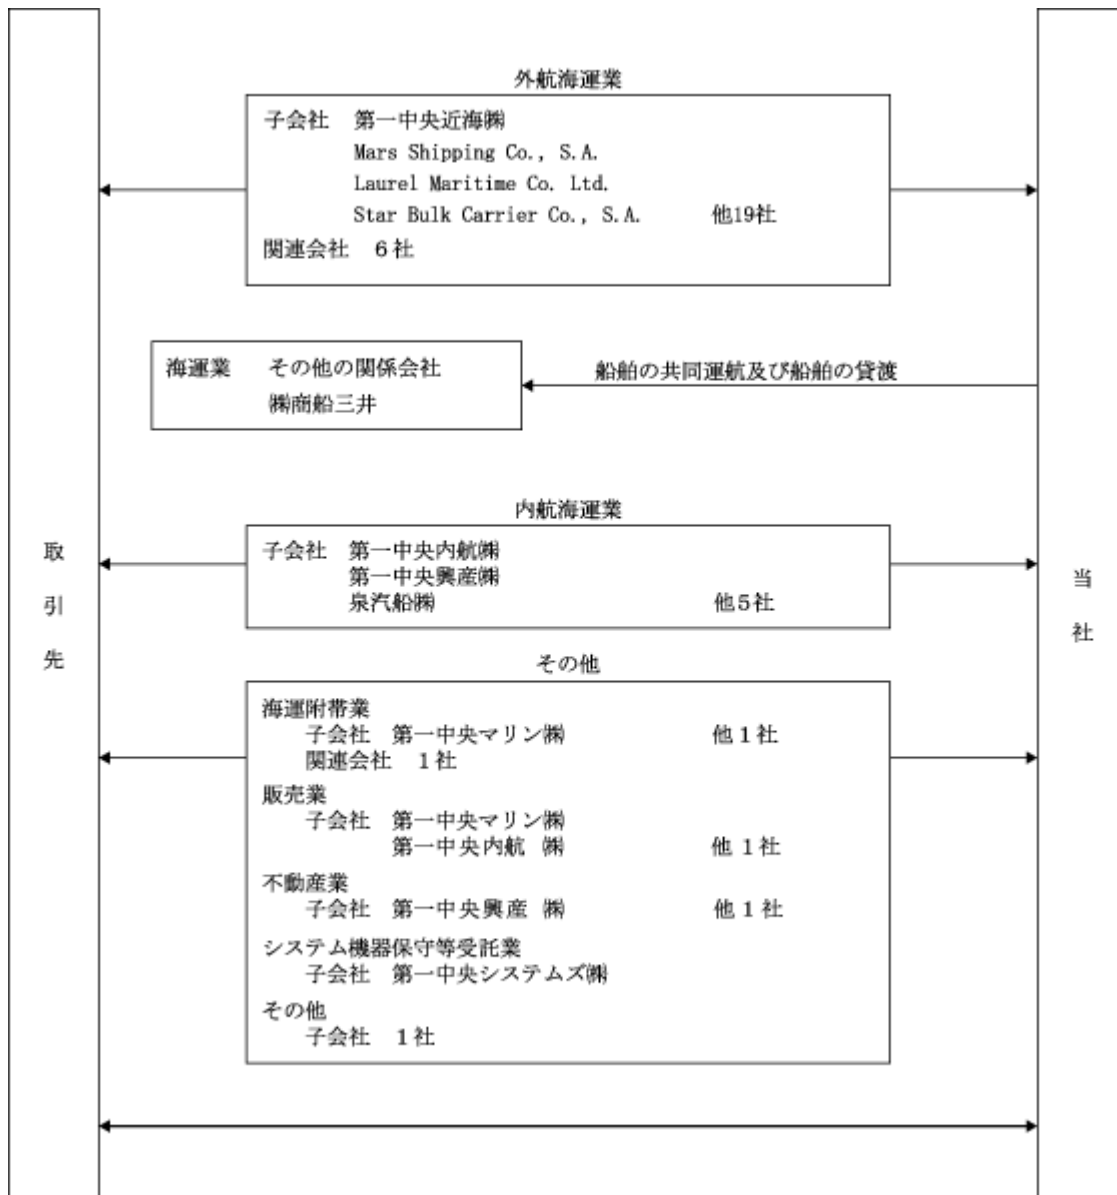 外航海運業
子会社 第一中央近海㈱
Mars Shipping Co., S.A.
Laurel Maritime Co. Ltd.
Star Bulk Carrier Co., S.A. 他19社
関連会社 6社
海運業 その他の関係会社
㈱商船三井
船舶の共同運航及び船舶の貸渡
内航海運業
子会社 第一中央内航㈱
第一中央興産㈱
泉汽船㈱ 他5社
取引先
当社
その他
海運附帯業
子会社 第一中央マリン㈱ 他1社
関連会社 1社
販売業
子会社 第一中央マリン㈱
第一中央内航 ㈱ 他1社
不動産業
子会社 第一中央興産 ㈱ 他1社
システム機器保守等受託業
子会社 第一中央システムズ㈱
その他
子会社 1社